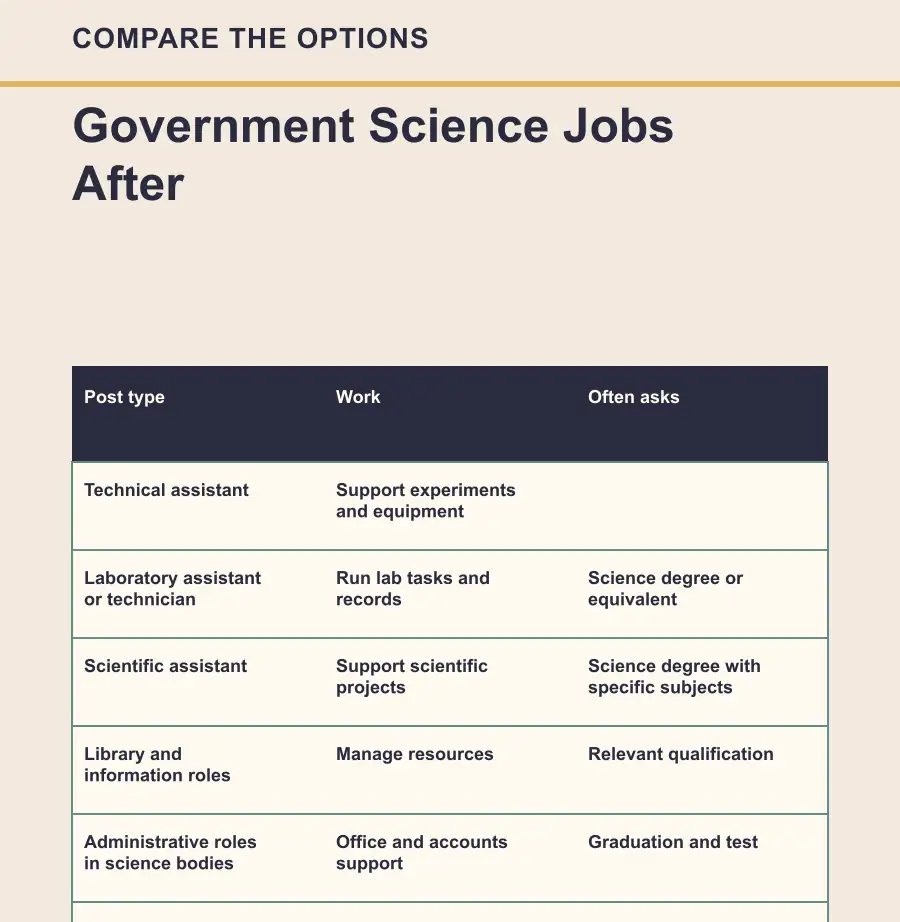 COMPARE THE OPTIONS
Government Science Jobs
After
Post type
Work
Often asks
Technical assistant
Support experiments
and equipment
Laboratory assistant
or technician
Run lab tasks and
records
Science degree or
equivalent
Scientific assistant
Support scientific
projects
Science degree with
specific subjects
Library and
information roles
Manage resources
Relevant qualification
Administrative roles
in science bodies
Office and accounts
support
Graduation and test